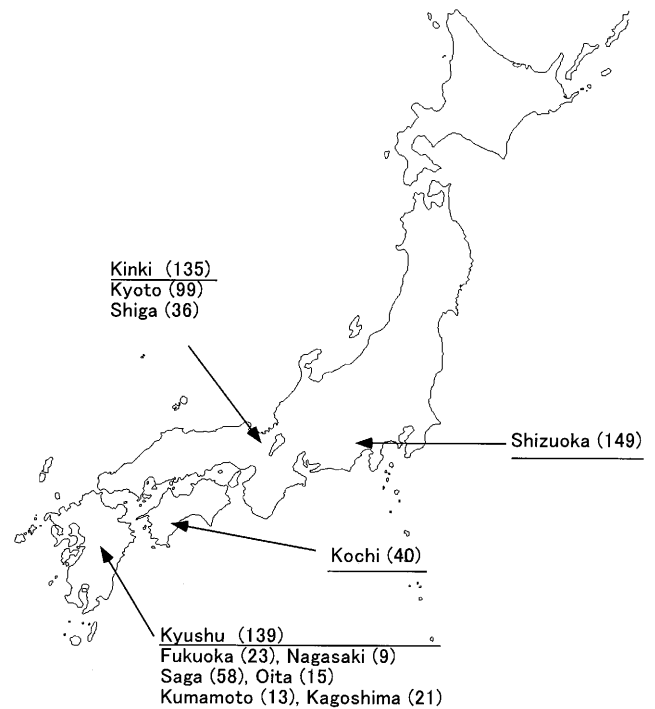 Kinki (135)
Kyoto (99)
Shiga (36)
Shizuoka (149)
Kochi (40)
Kyushu (139)
Fukuoka (23), Nagasaki (9)
Saga (58), Oita (15)
Kumamoto (13), Kagoshima (21)